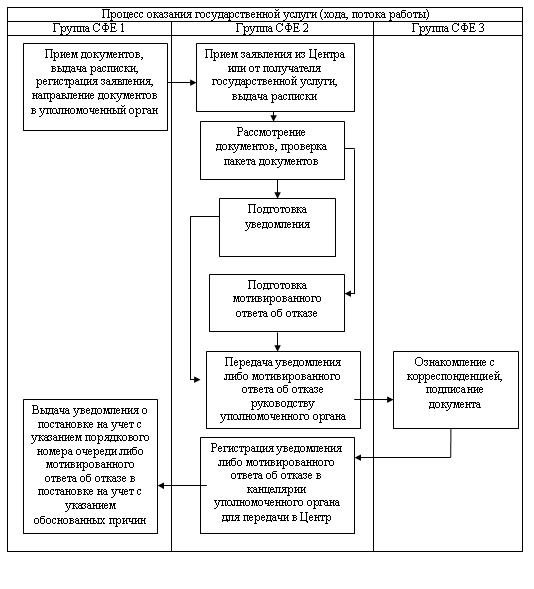 Процесс оказания государственной услуги (хода, потока работы)
Группа СФЕ 1
Группа СФЕ 2
Группа СФЕ 3
Прием документов,
выдача расписки,
регистрация заявления,
направление документов
в уполномоченный орган
Прием заявления из Центра
или от получателя
государственной услуги,
выдача расписки
Рассмотрение
документов, проверка
пакета документов
Подготовка
уведомления
Подготовка
мотивированного
ответа об отказе
Передача уведомления
либо мотивированного
ответа об отказе
руководству
уполномоченного органа
Ознакомление с
корреспонденцией,
подписание
документа
Регистрация уведомления
либо мотивированного
ответа об отказе в
канцелярии
уполномоченного органа
для передачи в Центр
Выдача уведомления о
постановке на учет с
указанием порядкового
номера очереди либо
мотивированного
ответа об отказе в
постановке на учет с
указанием
обоснованных причин